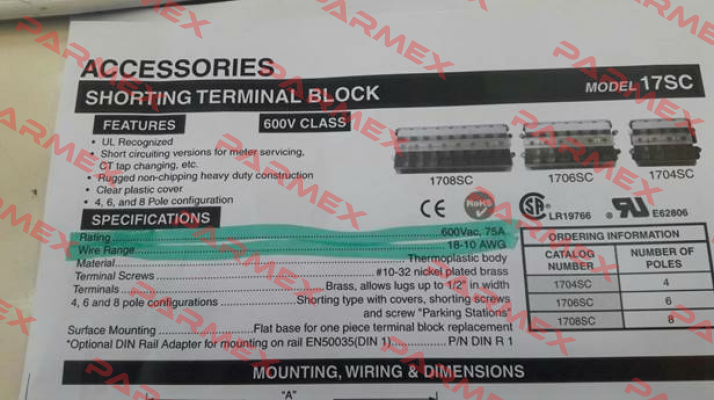 ACCESSORIES
SHORTING TERMINAL BLOCK MODEL 17SC
FEATURES 600V CLASS
• UL Recognized
• Short circuiting versions for meter servicing,
CT tap changing, etc.
• Rugged non-chipping heavy duty construction
• Clear plastic cover
• 4, 6, and 8 Pole configuration
1708SC 1706SC 1704SC
CE RoHS SA LR19766 UL E62806
SPECIFICATIONS
Rating 600Vac, 75A
Wire Range 18-10 AWG
Material Thermoplastic body
Terminal Screws #10-32 nickel plated brass
Terminals Brass, allows lugs up to 1/2" in width
4, 6 and 8 pole configurations Shorting type with covers, shorting screws
and screw "Parking Stations"
Surface Mounting Flat base for one piece terminal block replacement
*Optional DIN Rail Adapter for mounting on rail EN50035(DIN 1) P/N DIN R 1
ORDERING INFORMATION
CATALOG NUMBER NUMBER OF POLES
1704SC 4
1706SC 6
1708SC 8
MOUNTING, WIRING & DIMENSIONS
"A"
PARMEX